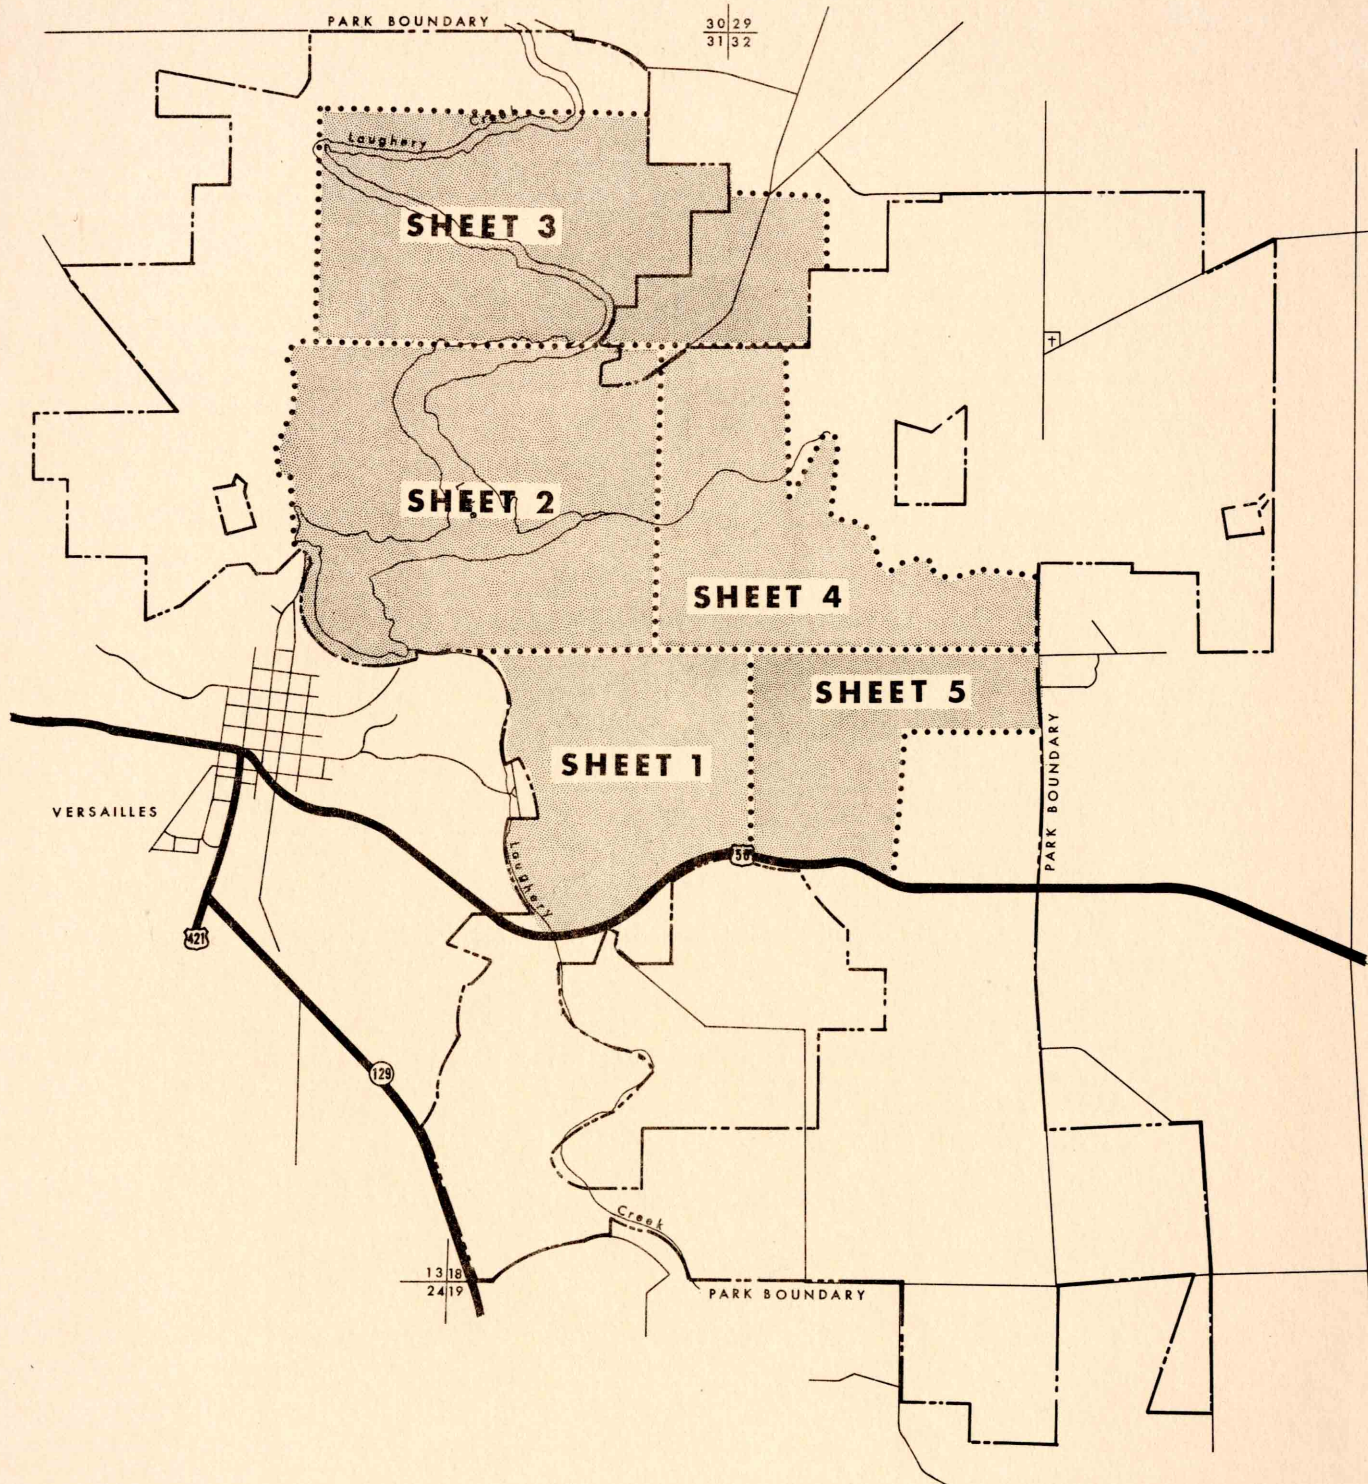 PARK BOUNDARY
30 29
31 32
Creek
Laughery
SHEET 3
SHEET 2
SHEET 4
SHEET 5
SHEET 1
PARK BOUNDARY
VERSAILLES
50
Laughery
421
129
Creek
13 18
24 19
PARK BOUNDARY